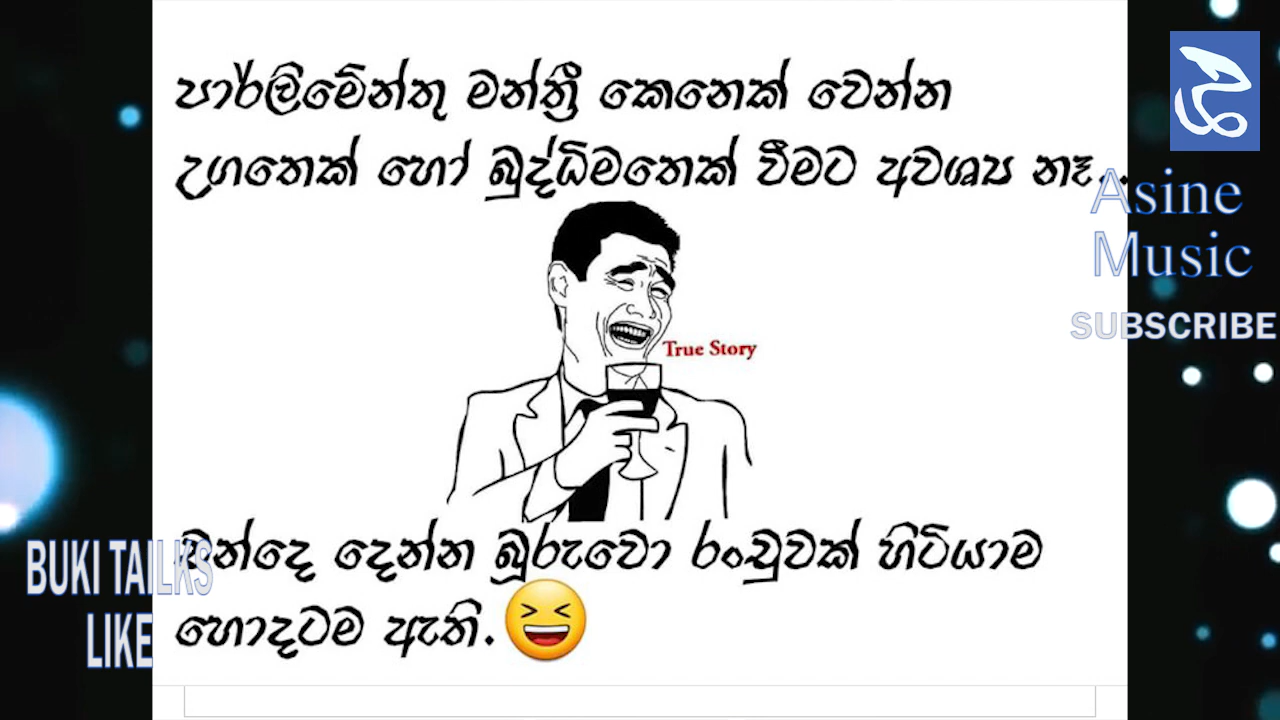 පාර්ලිමේන්තු මන්ත්‍රී කෙනෙක් වෙන්න
උගතෙක් හෝ බුද්ධිමතෙක් වීමට අවශ්‍ය නෑ..
True Story
ඡන්දෙ දෙන්න බූරුවො රංචුවක් හිටියාම
හොදටම ඇති.
Asine
Music
SUBSCRIBE
BUKI TAILKS
LIKE